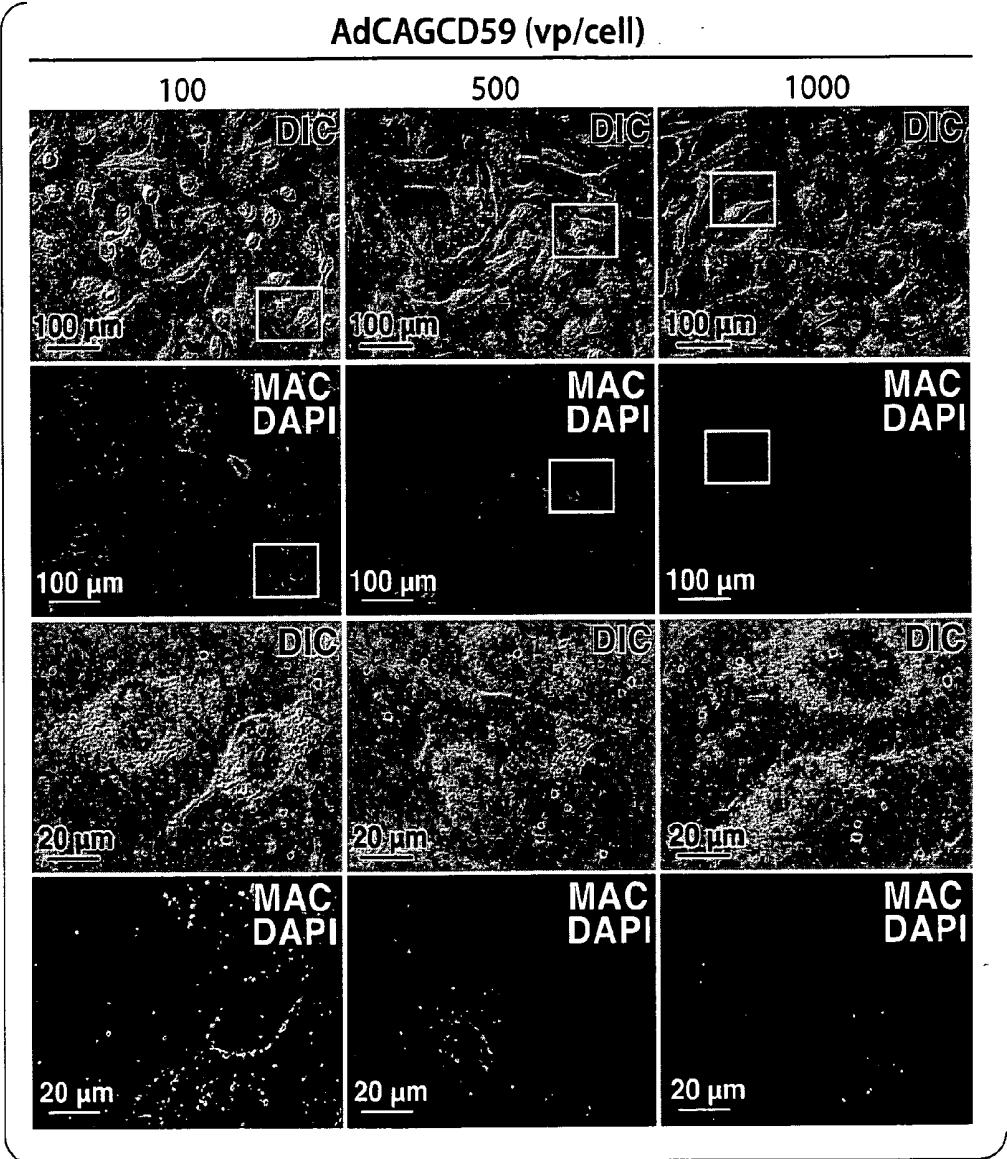 AdCAGCD59 (vp/cell)
100 500 1000
DIC DIC DIC
100 µm 100 µm 100 µm
MAC MAC MAC
DAPI DAPI DAPI
100 µm 100 µm 100 µm
DIC DIC DIC
20 µm 20 µm 20 µm
MAC MAC MAC
DAPI DAPI DAPI
20 µm 20 µm 20 µm